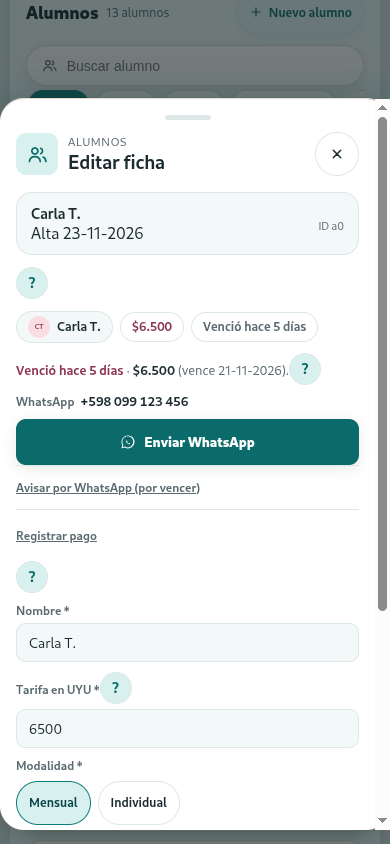 Alumnos 13 alumnos
+ Nuevo alumno
Buscar alumno
ALUMNOS
Editar ficha
Carla T.
Alta 23-11-2026
ID a0
?
CT Carla T.
$6.500
Venció hace 5 días
Venció hace 5 días · $6.500 (vence 21-11-2026). ?
WhatsApp +598 099 123 456
Enviar WhatsApp
Avisar por WhatsApp (por vencer)
Registrar pago
?
Nombre *
Carla T.
Tarifa en UYU * ?
6500
Modalidad *
Mensual
Individual